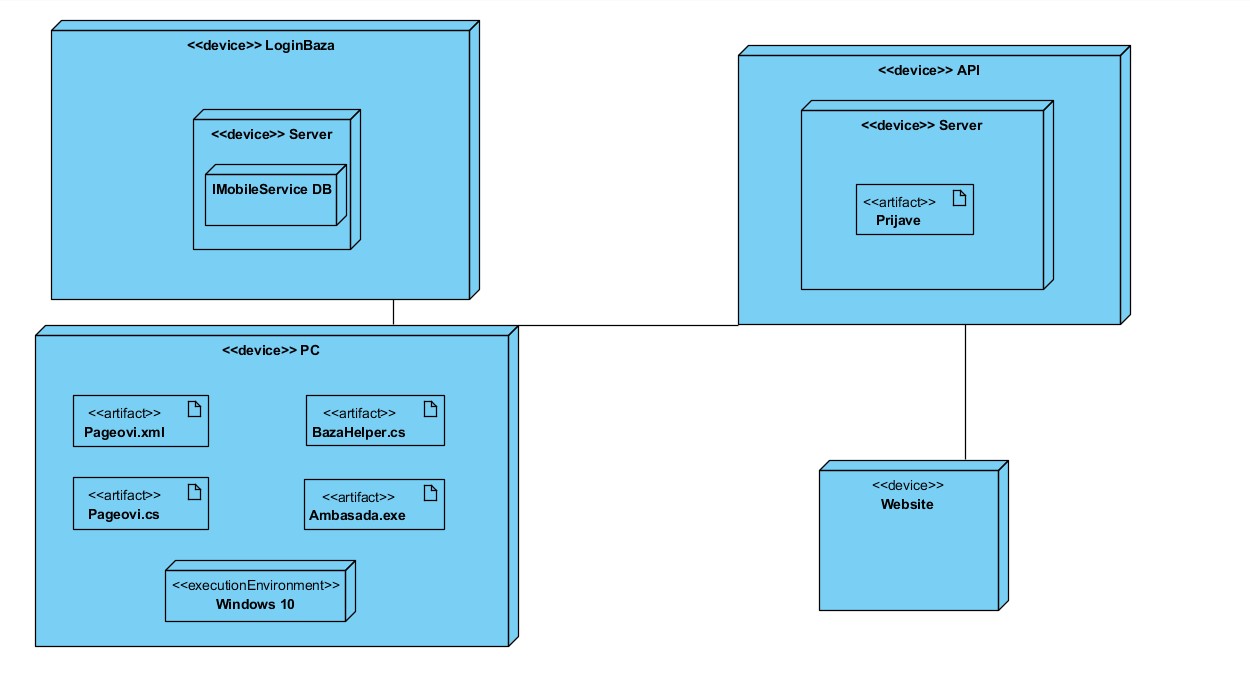 <<device>> LoginBaza
<<device>> Server
IMobileService DB
<<device>> API
<<device>> Server
<<artifact>>
Prijave
<<device>> PC
<<artifact>>
Pageovi.xml
<<artifact>>
BazaHelper.cs
<<artifact>>
Pageovi.cs
<<artifact>>
Ambasada.exe
<<executionEnvironment>>
Windows 10
<<device>>
Website